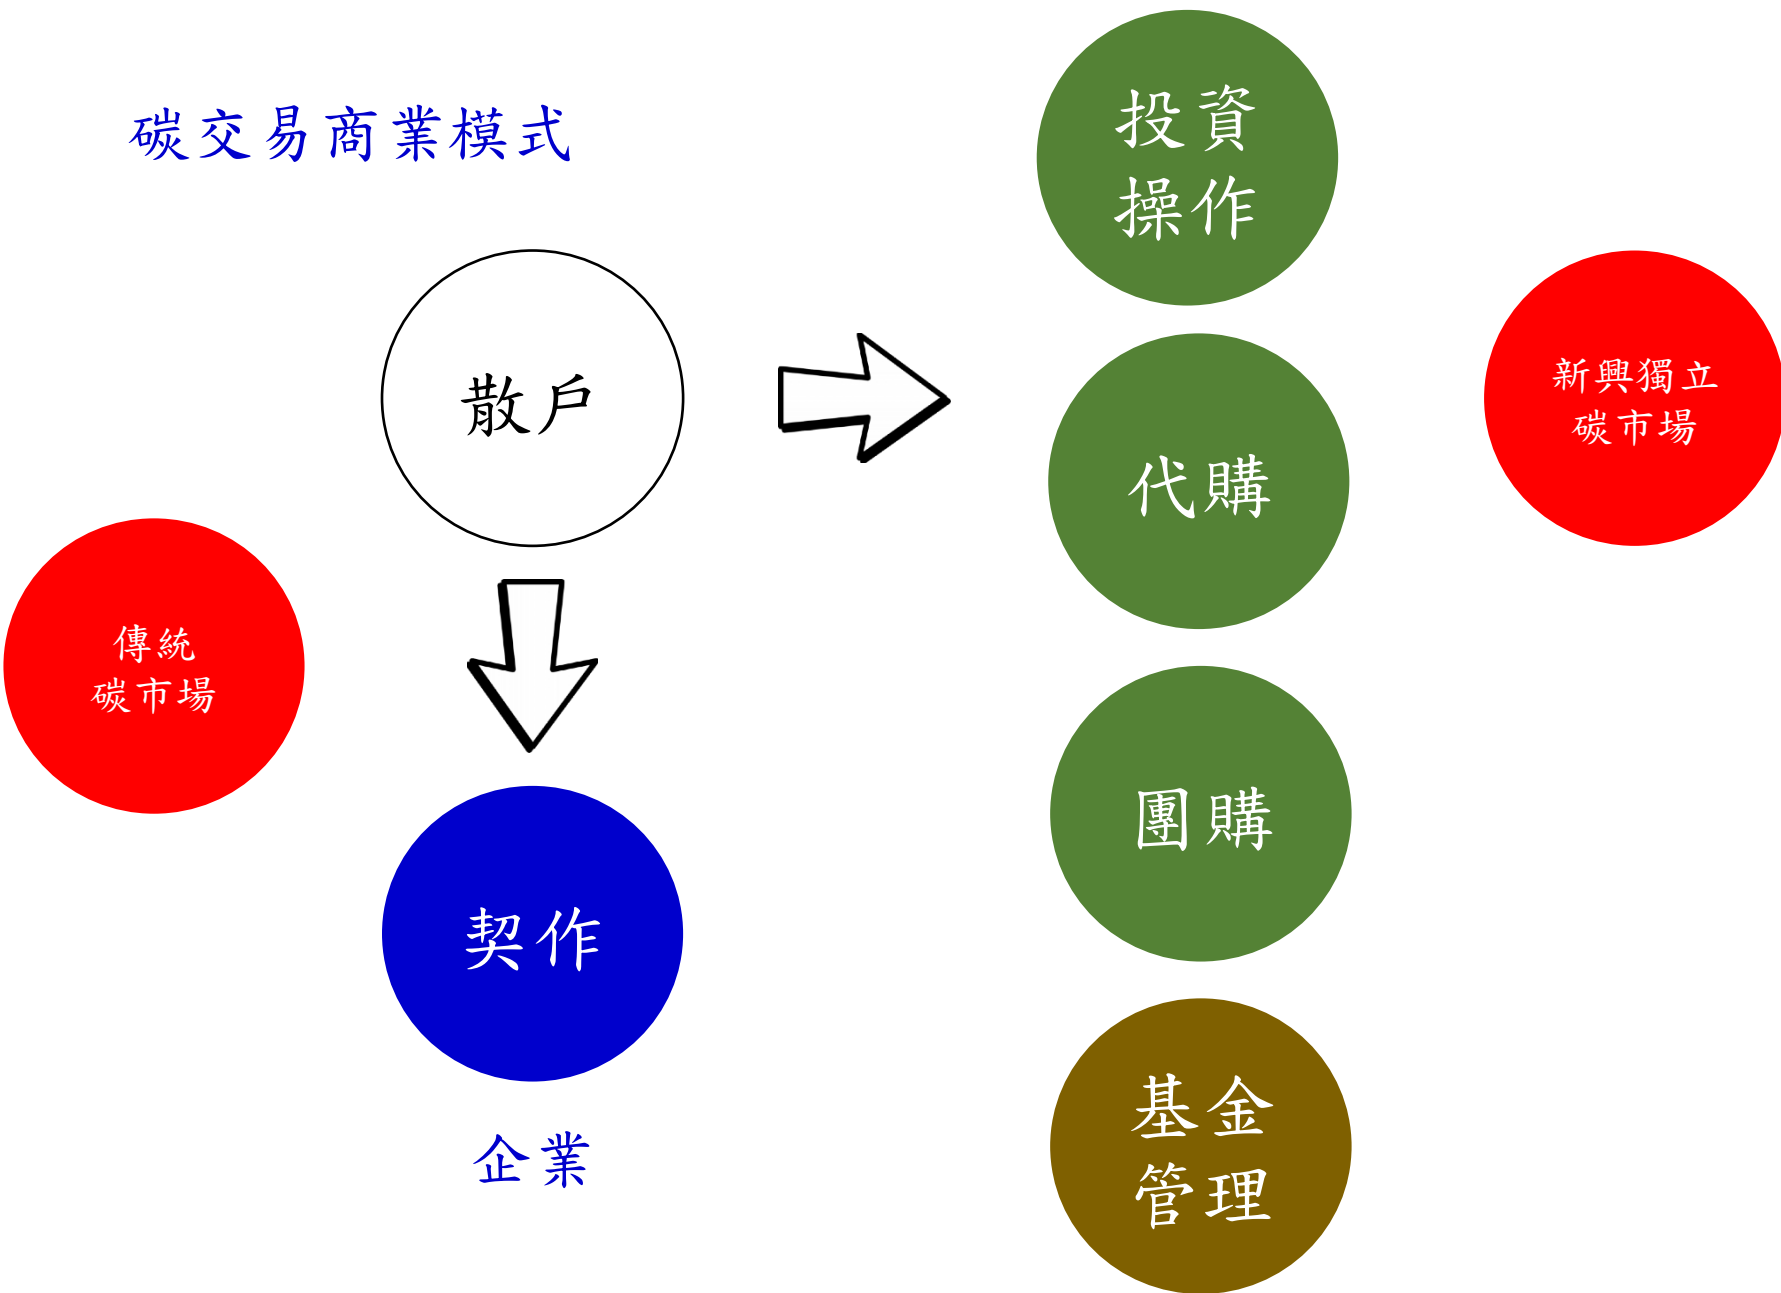 碳交易商業模式
投資
操作
散戶
新興獨立
碳市場
代購
傳統
碳市場
團購
契作
基金
管理
企業